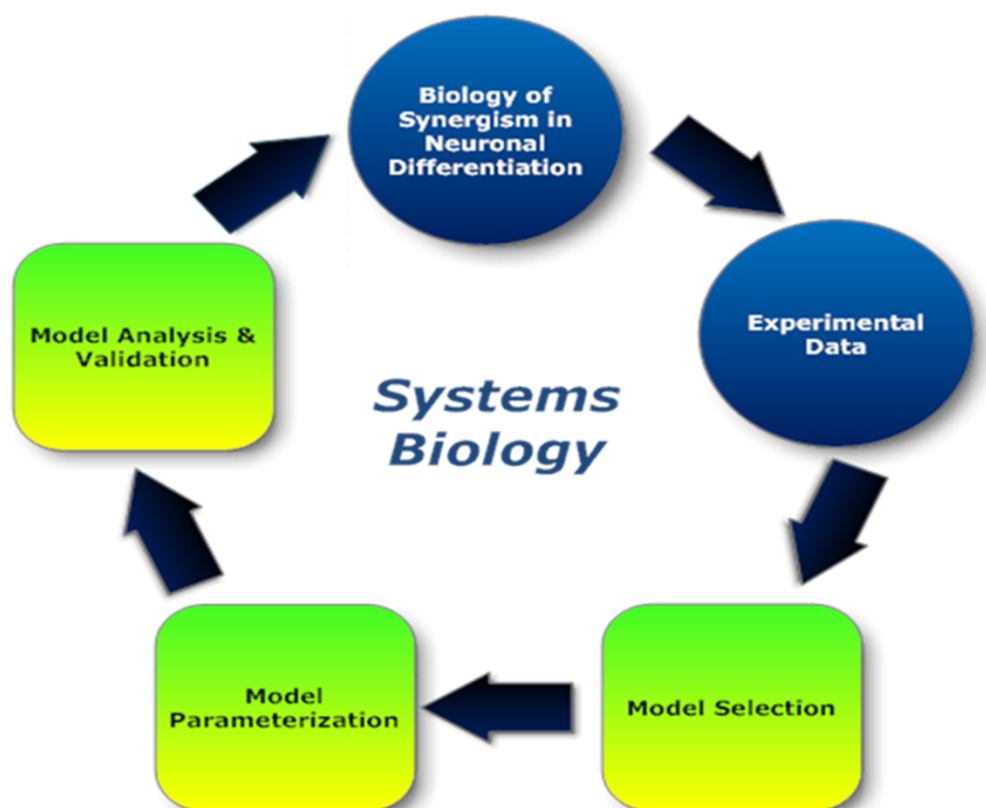 Biology of
Synergism in
Neuronal
Differentiation
Experimental
Data
Model Analysis &
Validation
Systems
Biology
Model
Parameterization
Model Selection